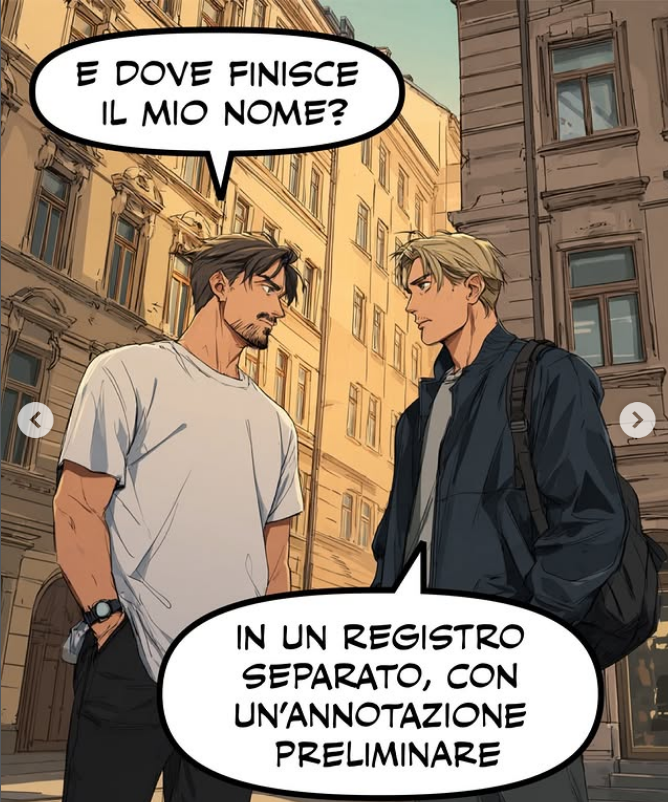 E DOVE FINISCE
IL MIO NOME?
IN UN REGISTRO
SEPARATO, CON
UN'ANNOTAZIONE
PRELIMINARE